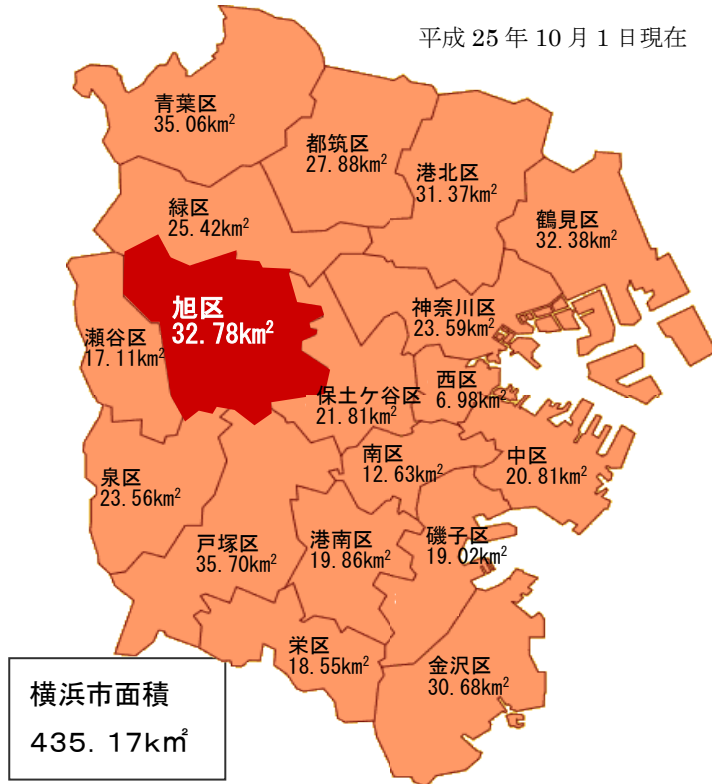 平成 25 年 10 月 1 日現在
青葉区
35.06km²
都筑区
27.88km²
港北区
31.37km²
鶴見区
32.38km²
緑区
25.42km²
旭区
32.78km²
神奈川区
23.59km²
瀬谷区
17.11km²
保土ケ谷区
21.81km²
西区
6.98km²
南区
12.63km²
中区
20.81km²
泉区
23.56km²
戸塚区
35.70km²
港南区
19.86km²
磯子区
19.02km²
栄区
18.55km²
金沢区
30.68km²
横浜市面積
435.17k㎡